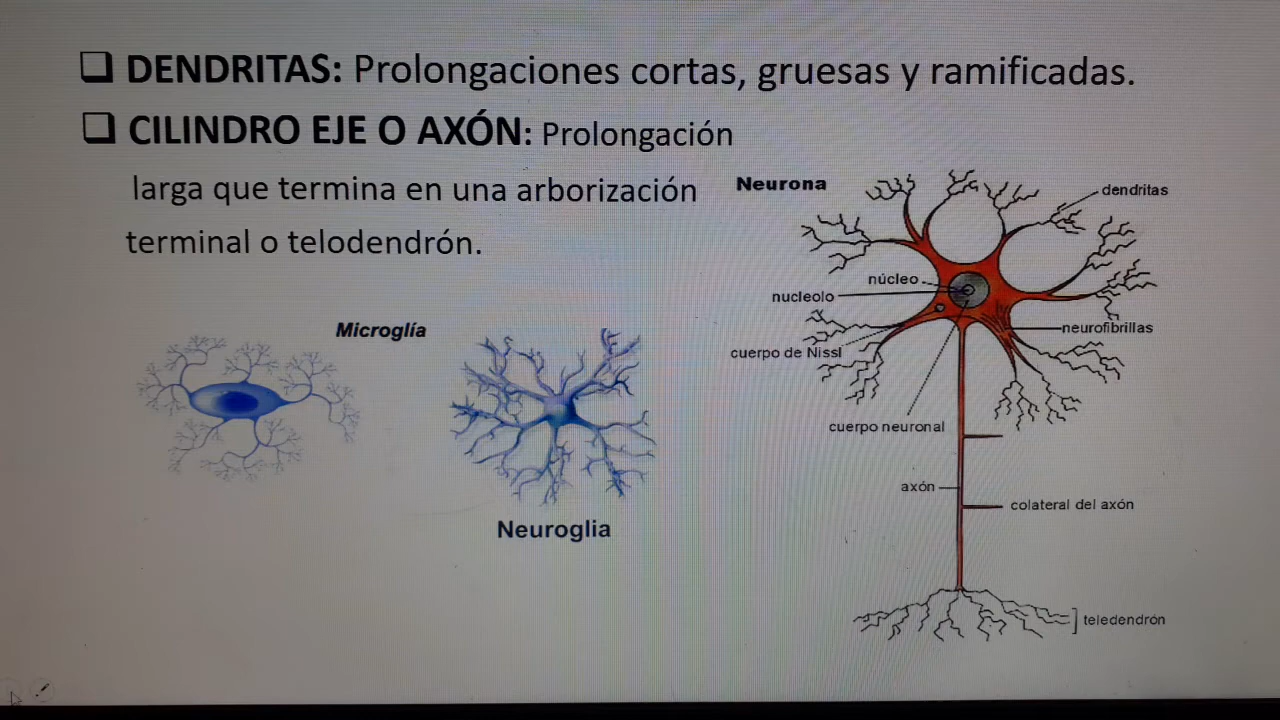 ❑ DENDRITAS: Prolongaciones cortas, gruesas y ramificadas.
❑ CILINDRO EJE O AXÓN: Prolongación
larga que termina en una arborización
terminal o telodendrón.
Neurona
dendritas
núcleo
nucleolo
neurofibrillas
cuerpo de Nissl
cuerpo neuronal
axón
colateral del axón
teledendrón
Microglía
Neuroglia